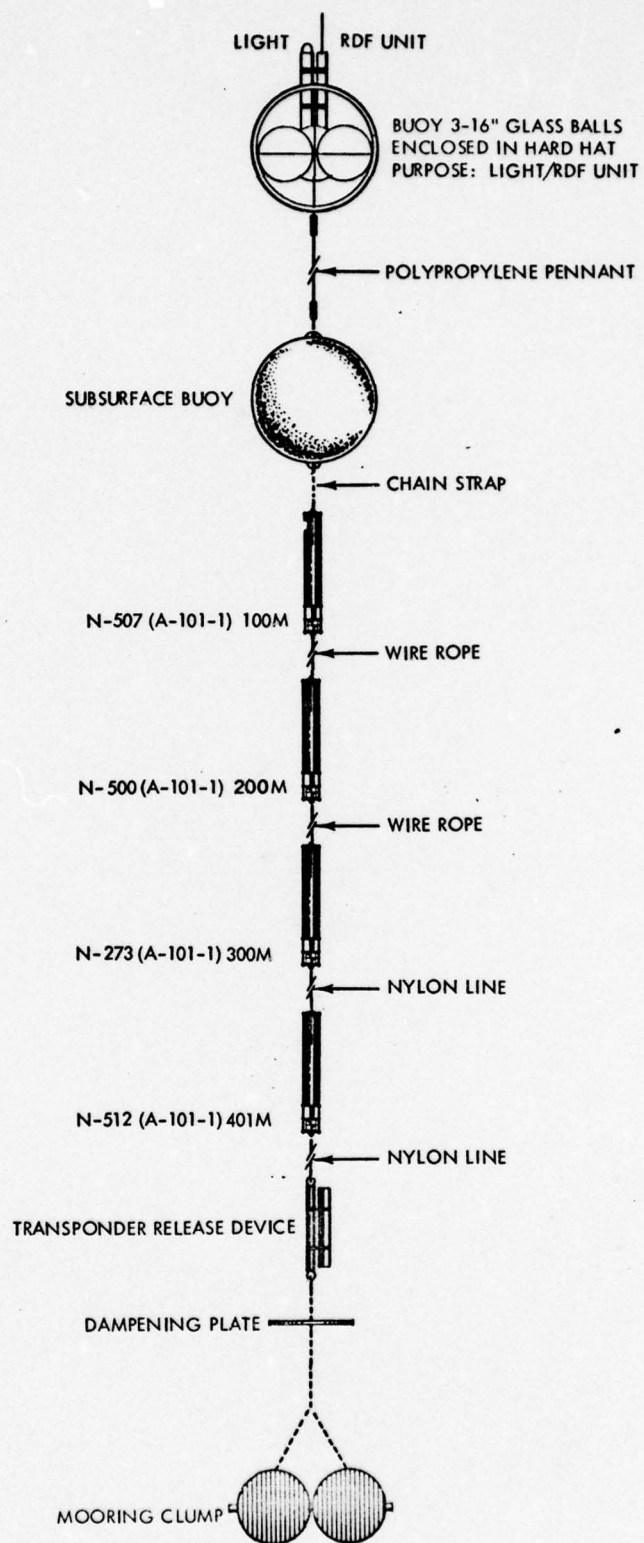 LIGHT
RDF UNIT
BUOY 3-16" GLASS BALLS
ENCLOSED IN HARD HAT
PURPOSE: LIGHT/RDF UNIT
POLYPROPYLENE PENNANT
SUBSURFACE BUOY
CHAIN STRAP
N-507 (A-101-1) 100M
WIRE ROPE
N-500 (A-101-1) 200M
WIRE ROPE
N-273 (A-101-1) 300M
NYLON LINE
N-512 (A-101-1) 401M
NYLON LINE
TRANSPONDER RELEASE DEVICE
DAMPENING PLATE
MOORING CLUMP